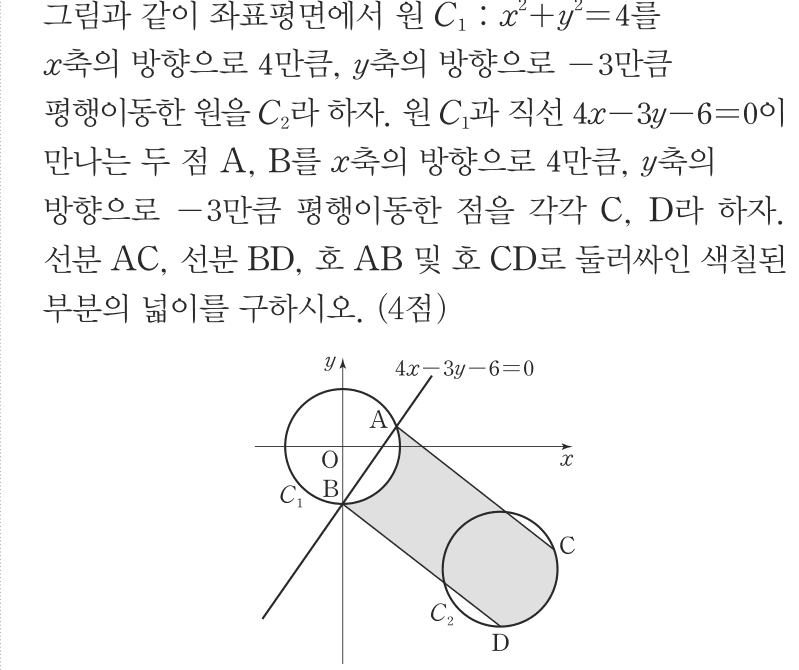 그림과 같이 좌표평면에서 원 C₁ : x²+y²=4를
x축의 방향으로 4만큼, y축의 방향으로 −3만큼
평행이동한 원을 C₂라 하자. 원 C₁과 직선 4x−3y−6=0이
만나는 두 점 A, B를 x축의 방향으로 4만큼, y축의
방향으로 −3만큼 평행이동한 점을 각각 C, D라 하자.
선분 AC, 선분 BD, 호 AB 및 호 CD로 둘러싸인 색칠된
부분의 넓이를 구하시오. (4점)
y
4x−3y−6=0
A
O
x
C₁
B
C
C₂
D